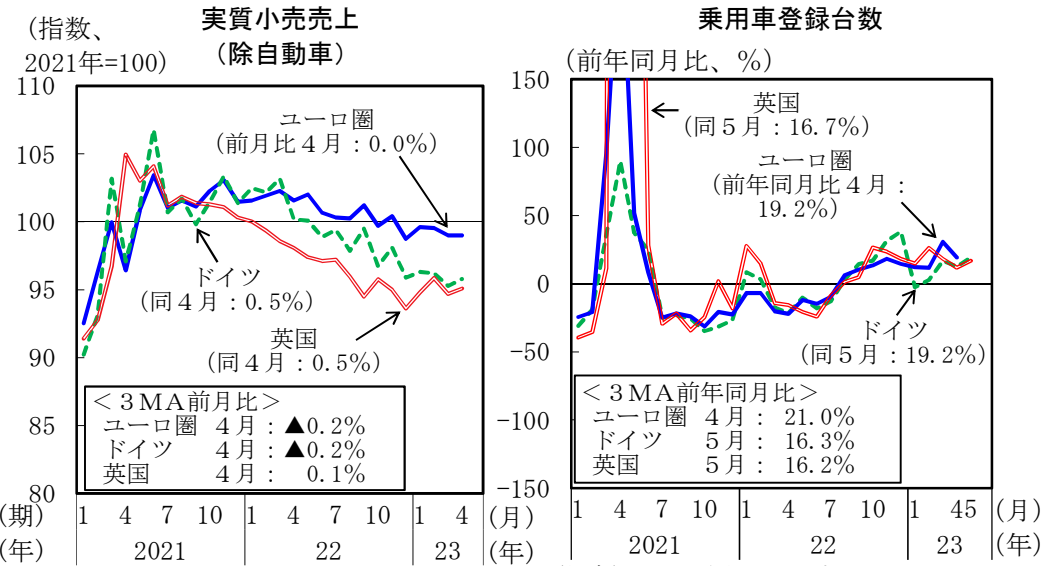 実質小売売上
（除自動車）
（指数、
2021年=100）
110
105
100
95
90
85
80
ユーロ圏
（前月比４月：0.0%）
ドイツ
（同４月：0.5%）
英国
（同４月：0.5%）
＜３ＭＡ前月比＞
ユーロ圏 ４月：▲0.2%
ドイツ ４月：▲0.2%
英国 ４月： 0.1%
（期） 1 4 7 10 1 4 7 10 1 4 （月）
（年） 2021 22 23 （年）
乗用車登録台数
（前年同月比、％）
150
100
50
0
−50
−100
−150
英国
（同５月：16.7%）
ユーロ圏
（前年同月比４月：
19.2%）
ドイツ
（同５月：19.2%）
＜３ＭＡ前年同月比＞
ユーロ圏 ４月： 21.0%
ドイツ ５月： 16.3%
英国 ５月： 16.2%
1 4 7 10 1 4 7 10 1 45 （月）
2021 22 23 （年）